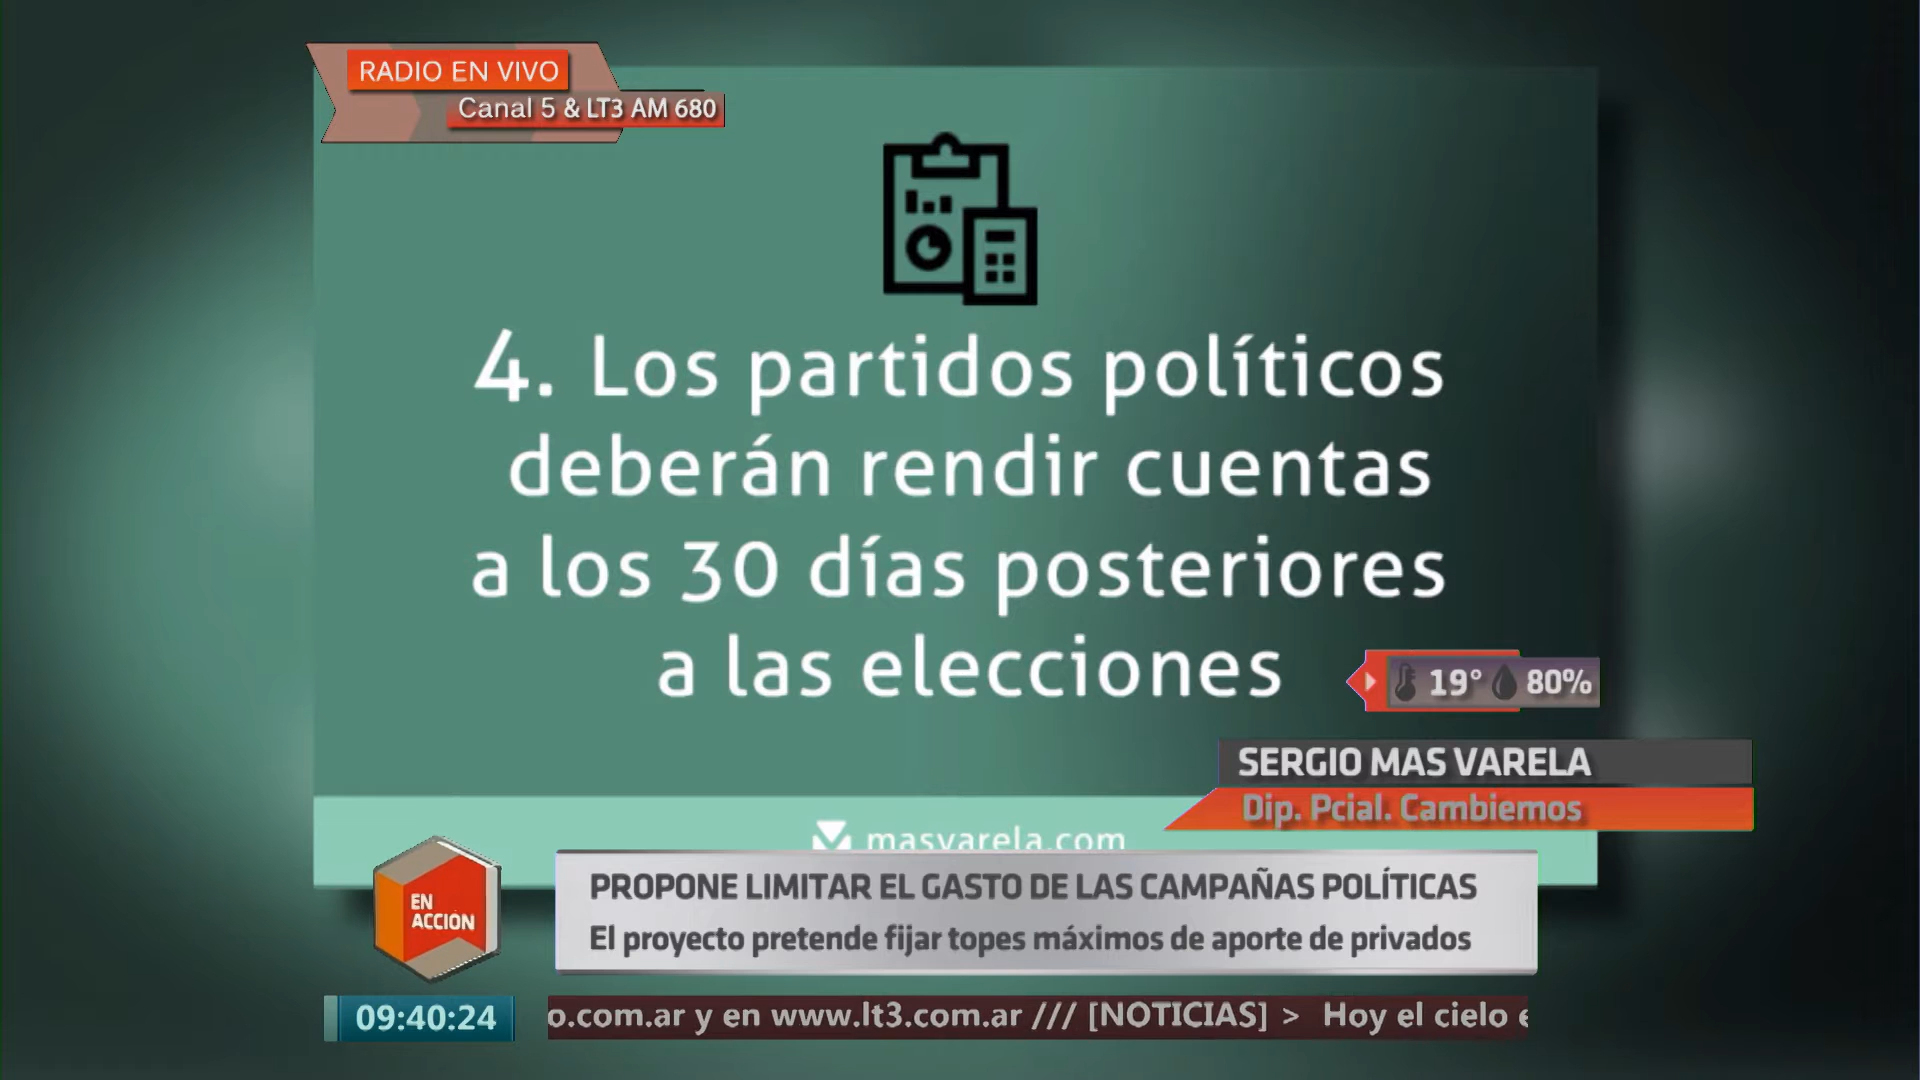 RADIO EN VIVO
Canal 5 & LT3 AM 680
4. Los partidos políticos
deberán rendir cuentas
a los 30 días posteriores
a las elecciones
19° 80%
SERGIO MAS VARELA
Dip. Pcial. Cambiemos
masvarela.com
EN
ACCIÓN
PROPONE LIMITAR EL GASTO DE LAS CAMPAÑAS POLÍTICAS
El proyecto pretende fijar topes máximos de aporte de privados
09:40:24
o.com.ar y en www.lt3.com.ar /// [NOTICIAS] > Hoy el cielo e